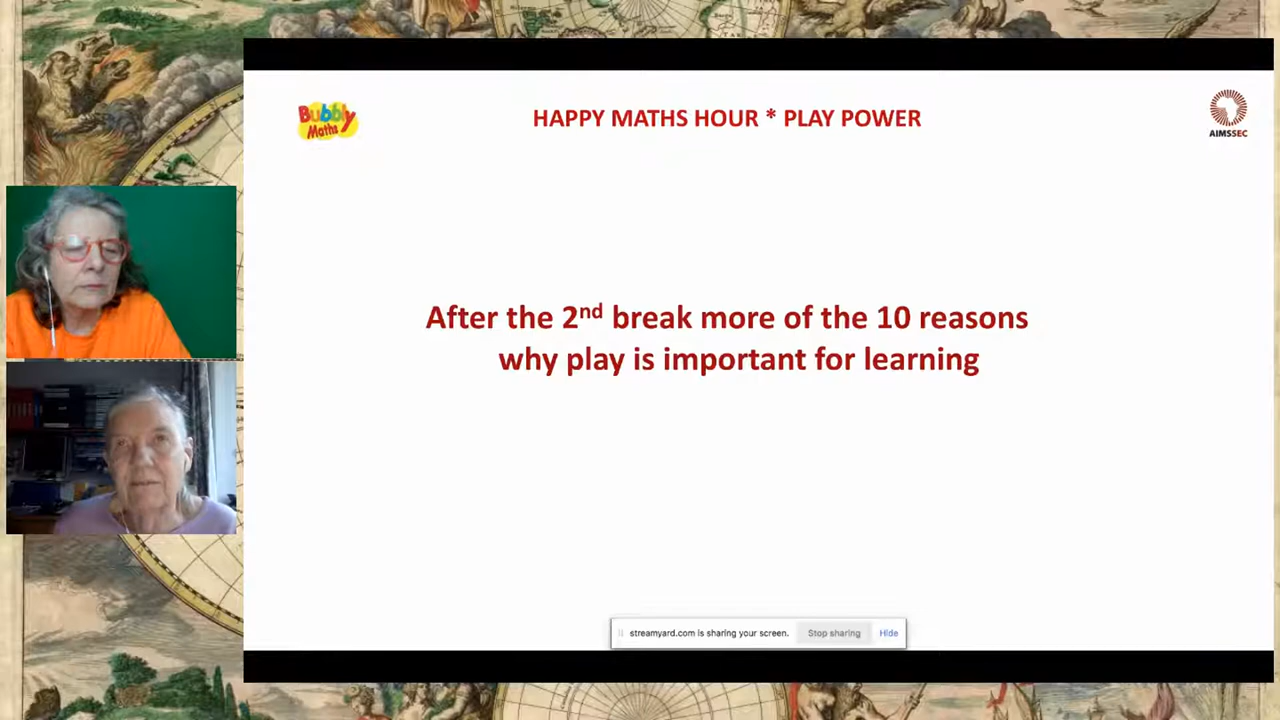 Bubbly
Maths
HAPPY MATHS HOUR * PLAY POWER
AIMSSEC
After the 2nd break more of the 10 reasons
why play is important for learning
streamyard.com is sharing your screen. Stop sharing Hide